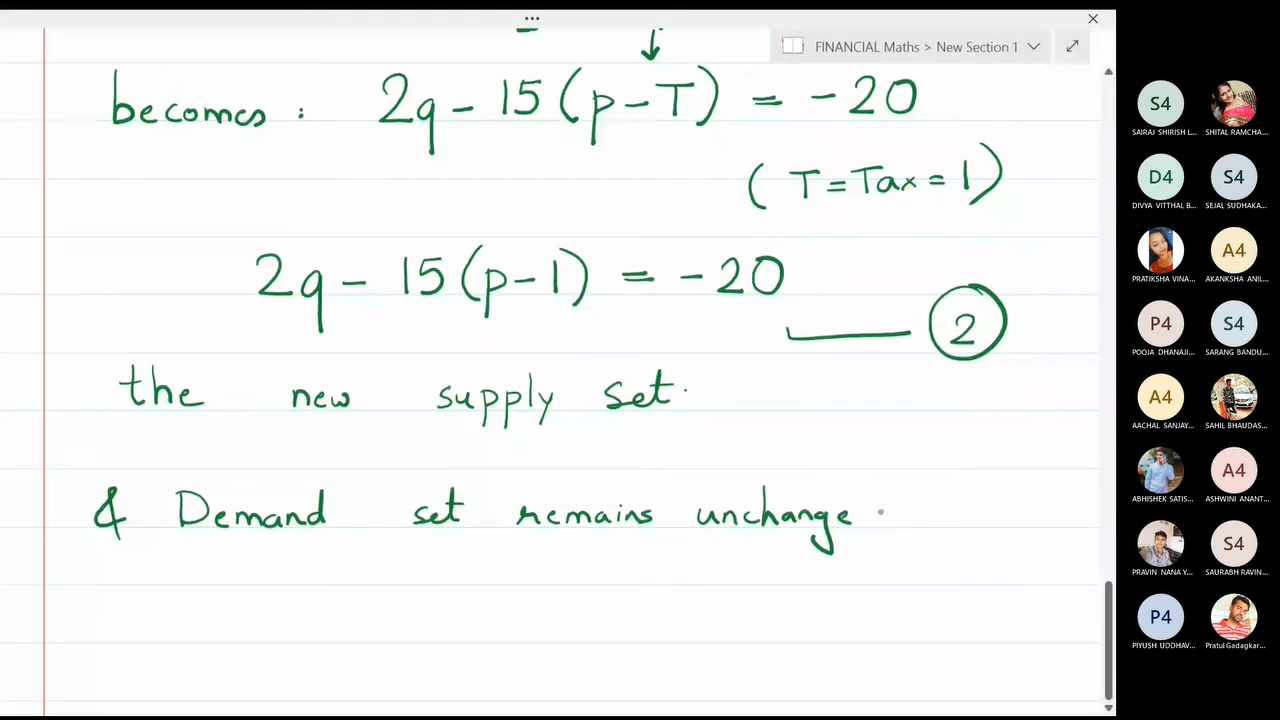 FINANCIAL Maths > New Section 1
becomes : 2q - 15(p-T) = -20
( T = Tax = 1)
2q - 15(p-1) = -20
2
the new supply set.
& Demand set remains unchange
S4
SAIRAJ SHIRISH L...
SHITAL RAMCHA...
D4
DIVYA VITTHAL B...
S4
SEJAL SUDHAKA...
PRATIKSHA VINA...
A4
AKANKSHA ANIL...
P4
POOJA DHANAJI...
S4
SARANG BANDU...
A4
AACHAL SANJAY...
SAHIL BHAUDAS...
ABHISHEK SATIS...
A4
ASHWINI ANANT...
PRAVIN NANA Y...
S4
SAURABH RAVIN...
P4
PIYUSH UDDHAV...
Pratul Gadagkar...